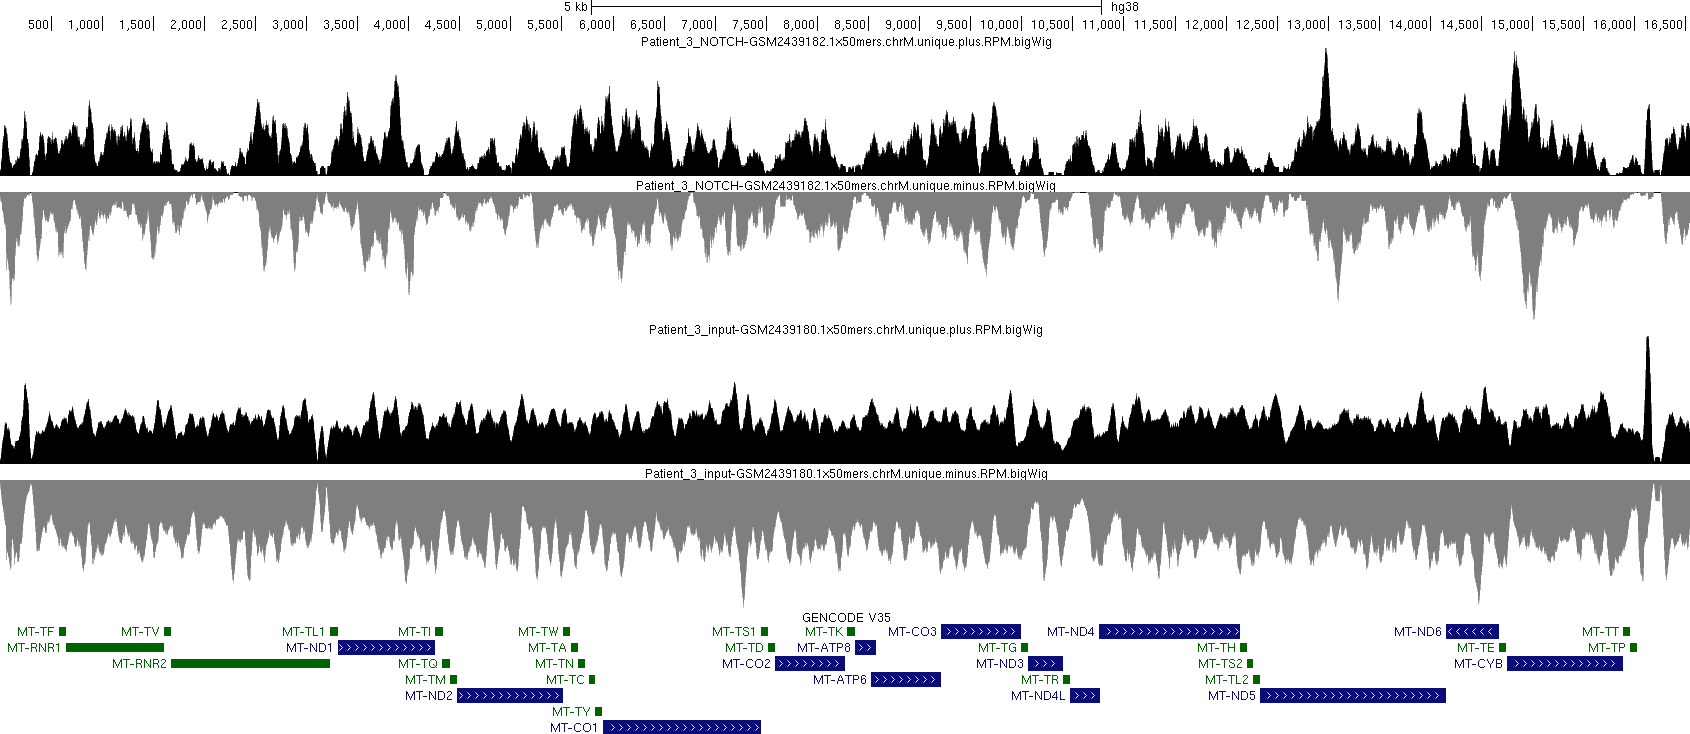 5 kb hg38
500 1,000 1,500 2,000 2,500 3,000 3,500 4,000 4,500 5,000 5,500 6,000 6,500 7,000 7,500 8,000 8,500 9,000 9,500 10,000 10,500 11,000 11,500 12,000 12,500 13,000 13,500 14,000 14,500 15,000 15,500 16,000 16,500
Patient_3_NOTCH-GSM2439182.1x50mers.chrM.unique.plus.RPM.bigWig
Patient_3_NOTCH-GSM2439182.1x50mers.chrM.unique.minus.RPM.bigWig
Patient_3_input-GSM2439180.1x50mers.chrM.unique.plus.RPM.bigWig
Patient_3_input-GSM2439180.1x50mers.chrM.unique.minus.RPM.bigWig
GENCODE V35
MT-TF MT-TV MT-TL1 MT-TI MT-TW MT-TS1 MT-TK MT-CO3 MT-ND4 MT-ND6 MT-TT
MT-RNR1 MT-ND1 MT-TA MT-TD MT-ATP8 MT-TG MT-TH MT-TE MT-TP
MT-RNR2 MT-TQ MT-TN MT-CO2 MT-ND3 MT-TS2 MT-CYB
MT-TM MT-TC MT-ATP6 MT-TR MT-TL2
MT-ND2 MT-ND4L MT-ND5
MT-TY
MT-CO1